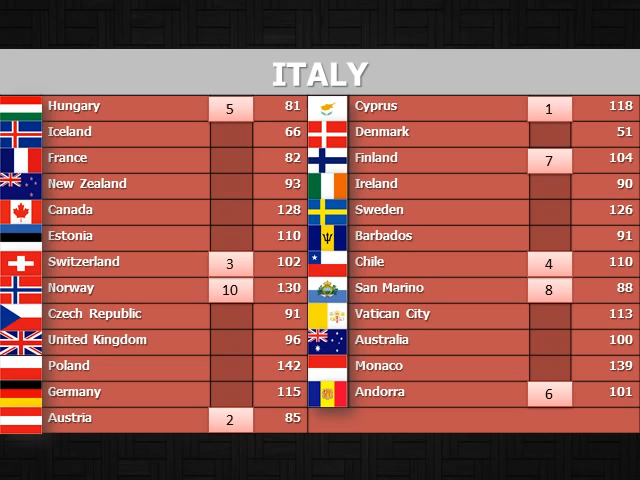 ITALY
Hungary 5 81
Iceland 66
France 82
New Zealand 93
Canada 128
Estonia 110
Switzerland 3 102
Norway 10 130
Czech Republic 91
United Kingdom 96
Poland 142
Germany 115
Austria 2 85
Cyprus 1 118
Denmark 51
Finland 7 104
Ireland 90
Sweden 126
Barbados 91
Chile 4 110
San Marino 8 88
Vatican City 113
Australia 100
Monaco 139
Andorra 6 101